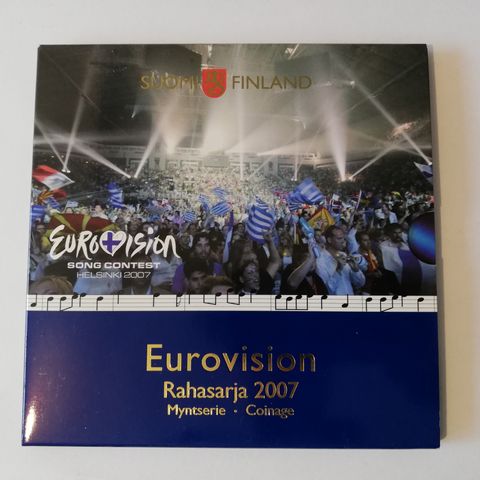 SUOMI FINLAND
EUROVISION
SONG CONTEST
HELSINKI 2007
Eurovision
Rahasarja 2007
Myntserie • Coinage